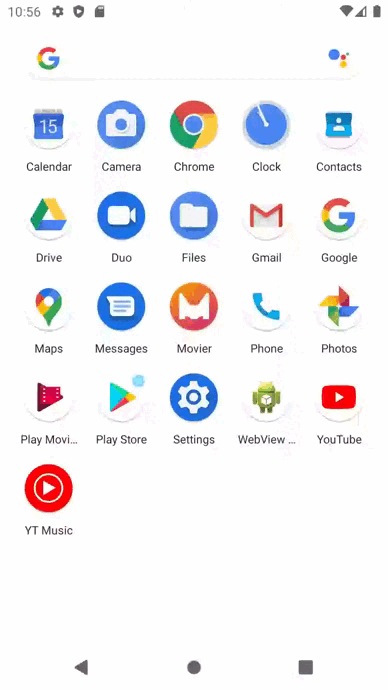 10:56
15
Calendar
Camera
Chrome
Clock
Contacts
Drive
Duo
Files
Gmail
Google
Maps
Messages
Movier
Phone
Photos
Play Movi...
Play Store
Settings
WebView ...
YouTube
YT Music